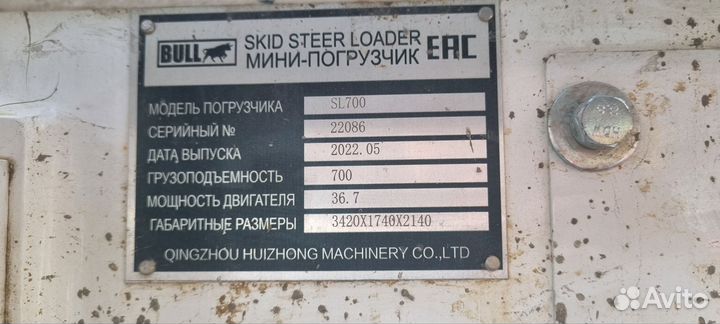 BULL SKID STEER LOADER EAC
МИНИ-ПОГРУЗЧИК
МОДЕЛЬ ПОГРУЗЧИКА SL700
СЕРИЙНЫЙ № 22086
ДАТА ВЫПУСКА 2022.05
ГРУЗОПОДЪЕМНОСТЬ 700
МОЩНОСТЬ ДВИГАТЕЛЯ 36.7
ГАБАРИТНЫЕ РАЗМЕРЫ 3420X1740X2140
QINGZHOU HUIZHONG MACHINERY CO.,LTD
Avito